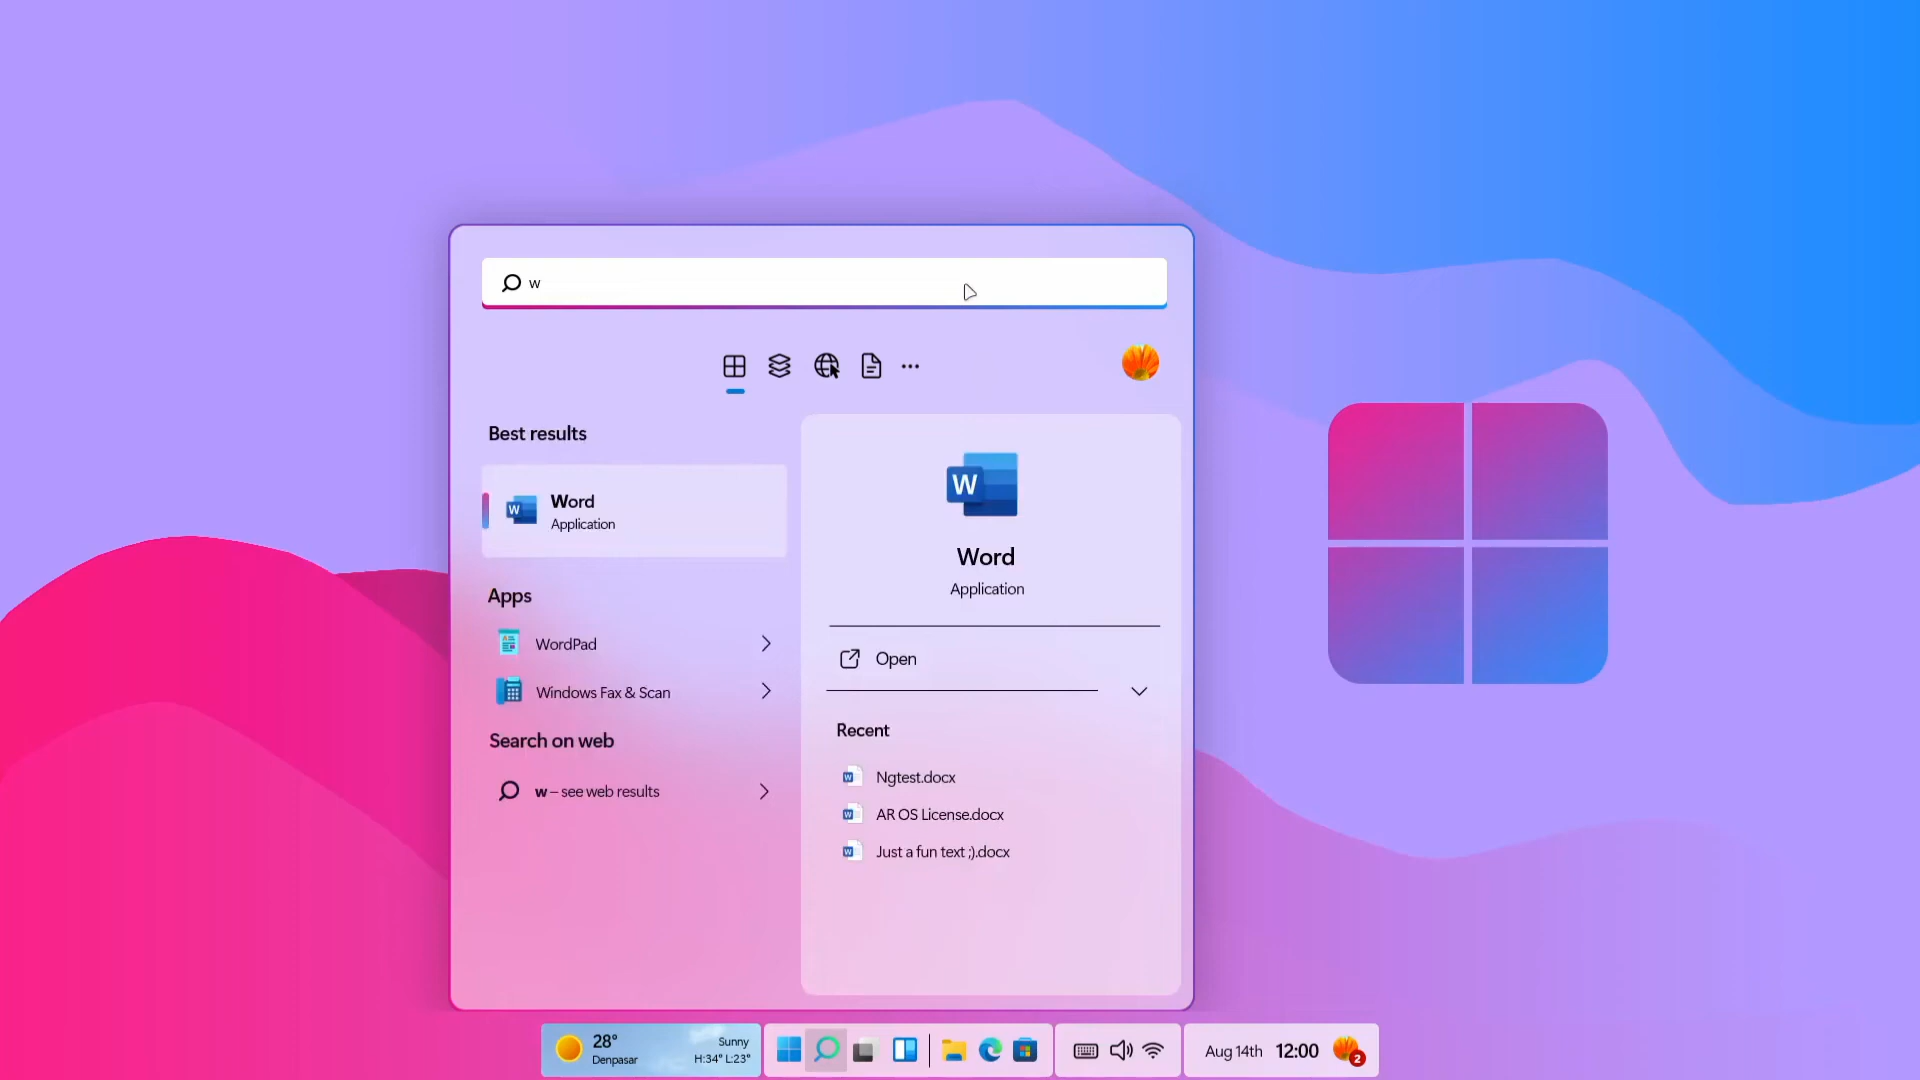 w
Best results
Word
Application
Apps
WordPad
Windows Fax & Scan
Search on web
w – see web results
W
Word
Application
Open
Recent
Ngtest.docx
AR OS License.docx
Just a fun text ;).docx
28°
Denpasar
Sunny
H:34° L:23°
Aug 14th 12:00
2